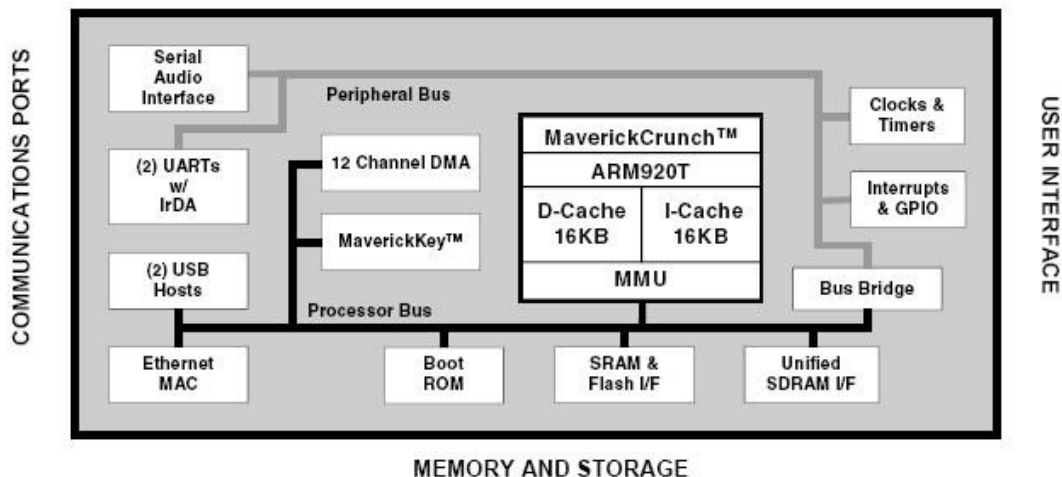 COMMUNICATIONS PORTS
Serial
Audio
Interface
Peripheral Bus
(2) UARTs
w/
IrDA
12 Channel DMA
MaverickKey™
(2) USB
Hosts
Processor Bus
Ethernet
MAC
Boot
ROM
MaverickCrunch™
ARM920T
D-Cache
16KB
I-Cache
16KB
MMU
SRAM &
Flash I/F
Unified
SDRAM I/F
Clocks &
Timers
Interrupts
& GPIO
Bus Bridge
USER INTERFACE
MEMORY AND STORAGE